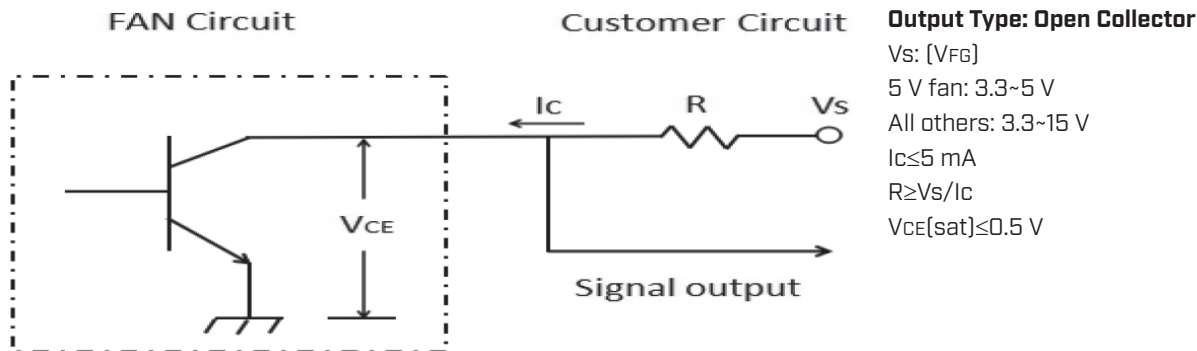 FAN Circuit
Customer Circuit
Ic
R
Vs
VCE
Signal output
Output Type: Open Collector
Vs: (VFG)
5 V fan: 3.3~5 V
All others: 3.3~15 V
Ic≤5 mA
R≥Vs/Ic
VCE(sat)≤0.5 V